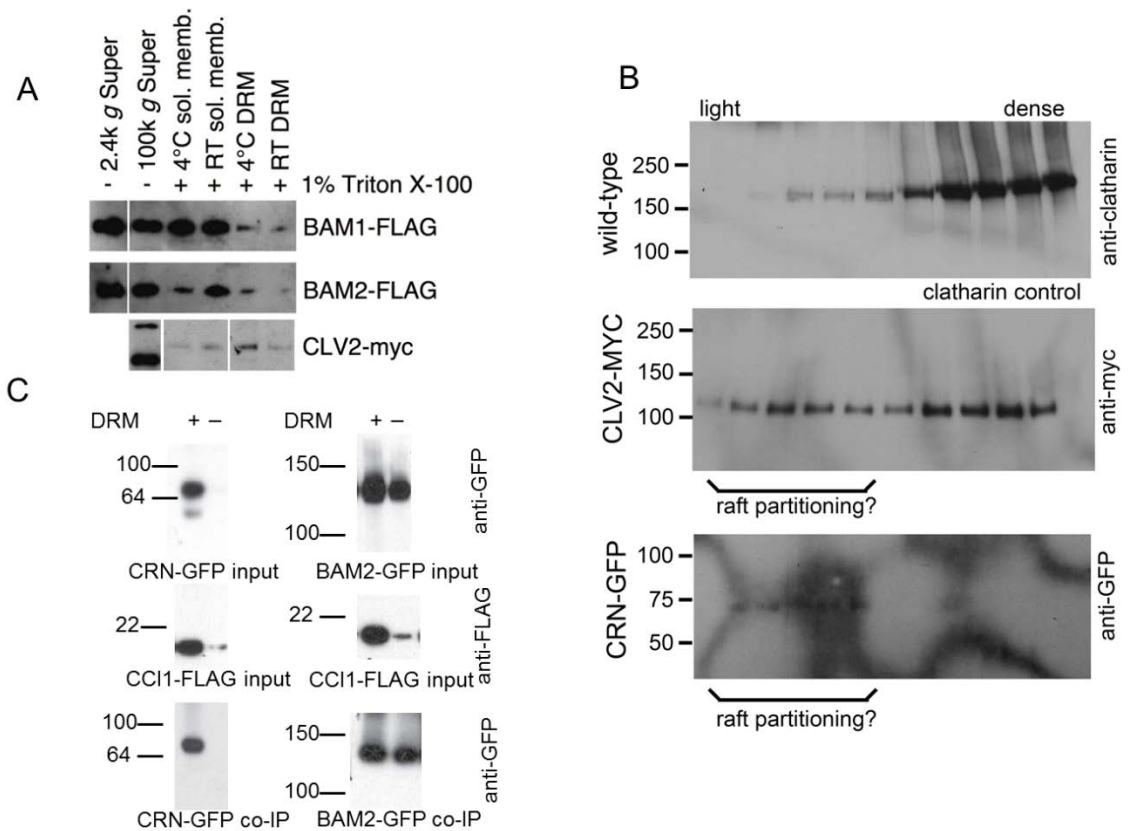 A
2.4k g Super
100k g Super
4°C sol. memb.
RT sol. memb.
4°C DRM
RT DRM
- - + + + + 1% Triton X-100
BAM1-FLAG
BAM2-FLAG
CLV2-myc
B
light dense
wild-type
250
150
100
anti-clatharin
clatharin control
CLV2-MYC
250
150
100
anti-myc
raft partitioning?
CRN-GFP
100
75
50
anti-GFP
raft partitioning?
C
DRM + –
100
64
CRN-GFP input
22
CCI1-FLAG input
100
64
CRN-GFP co-IP
DRM + –
150
100
anti-GFP
BAM2-GFP input
22
anti-FLAG
CCI1-FLAG input
150
100
anti-GFP
BAM2-GFP co-IP